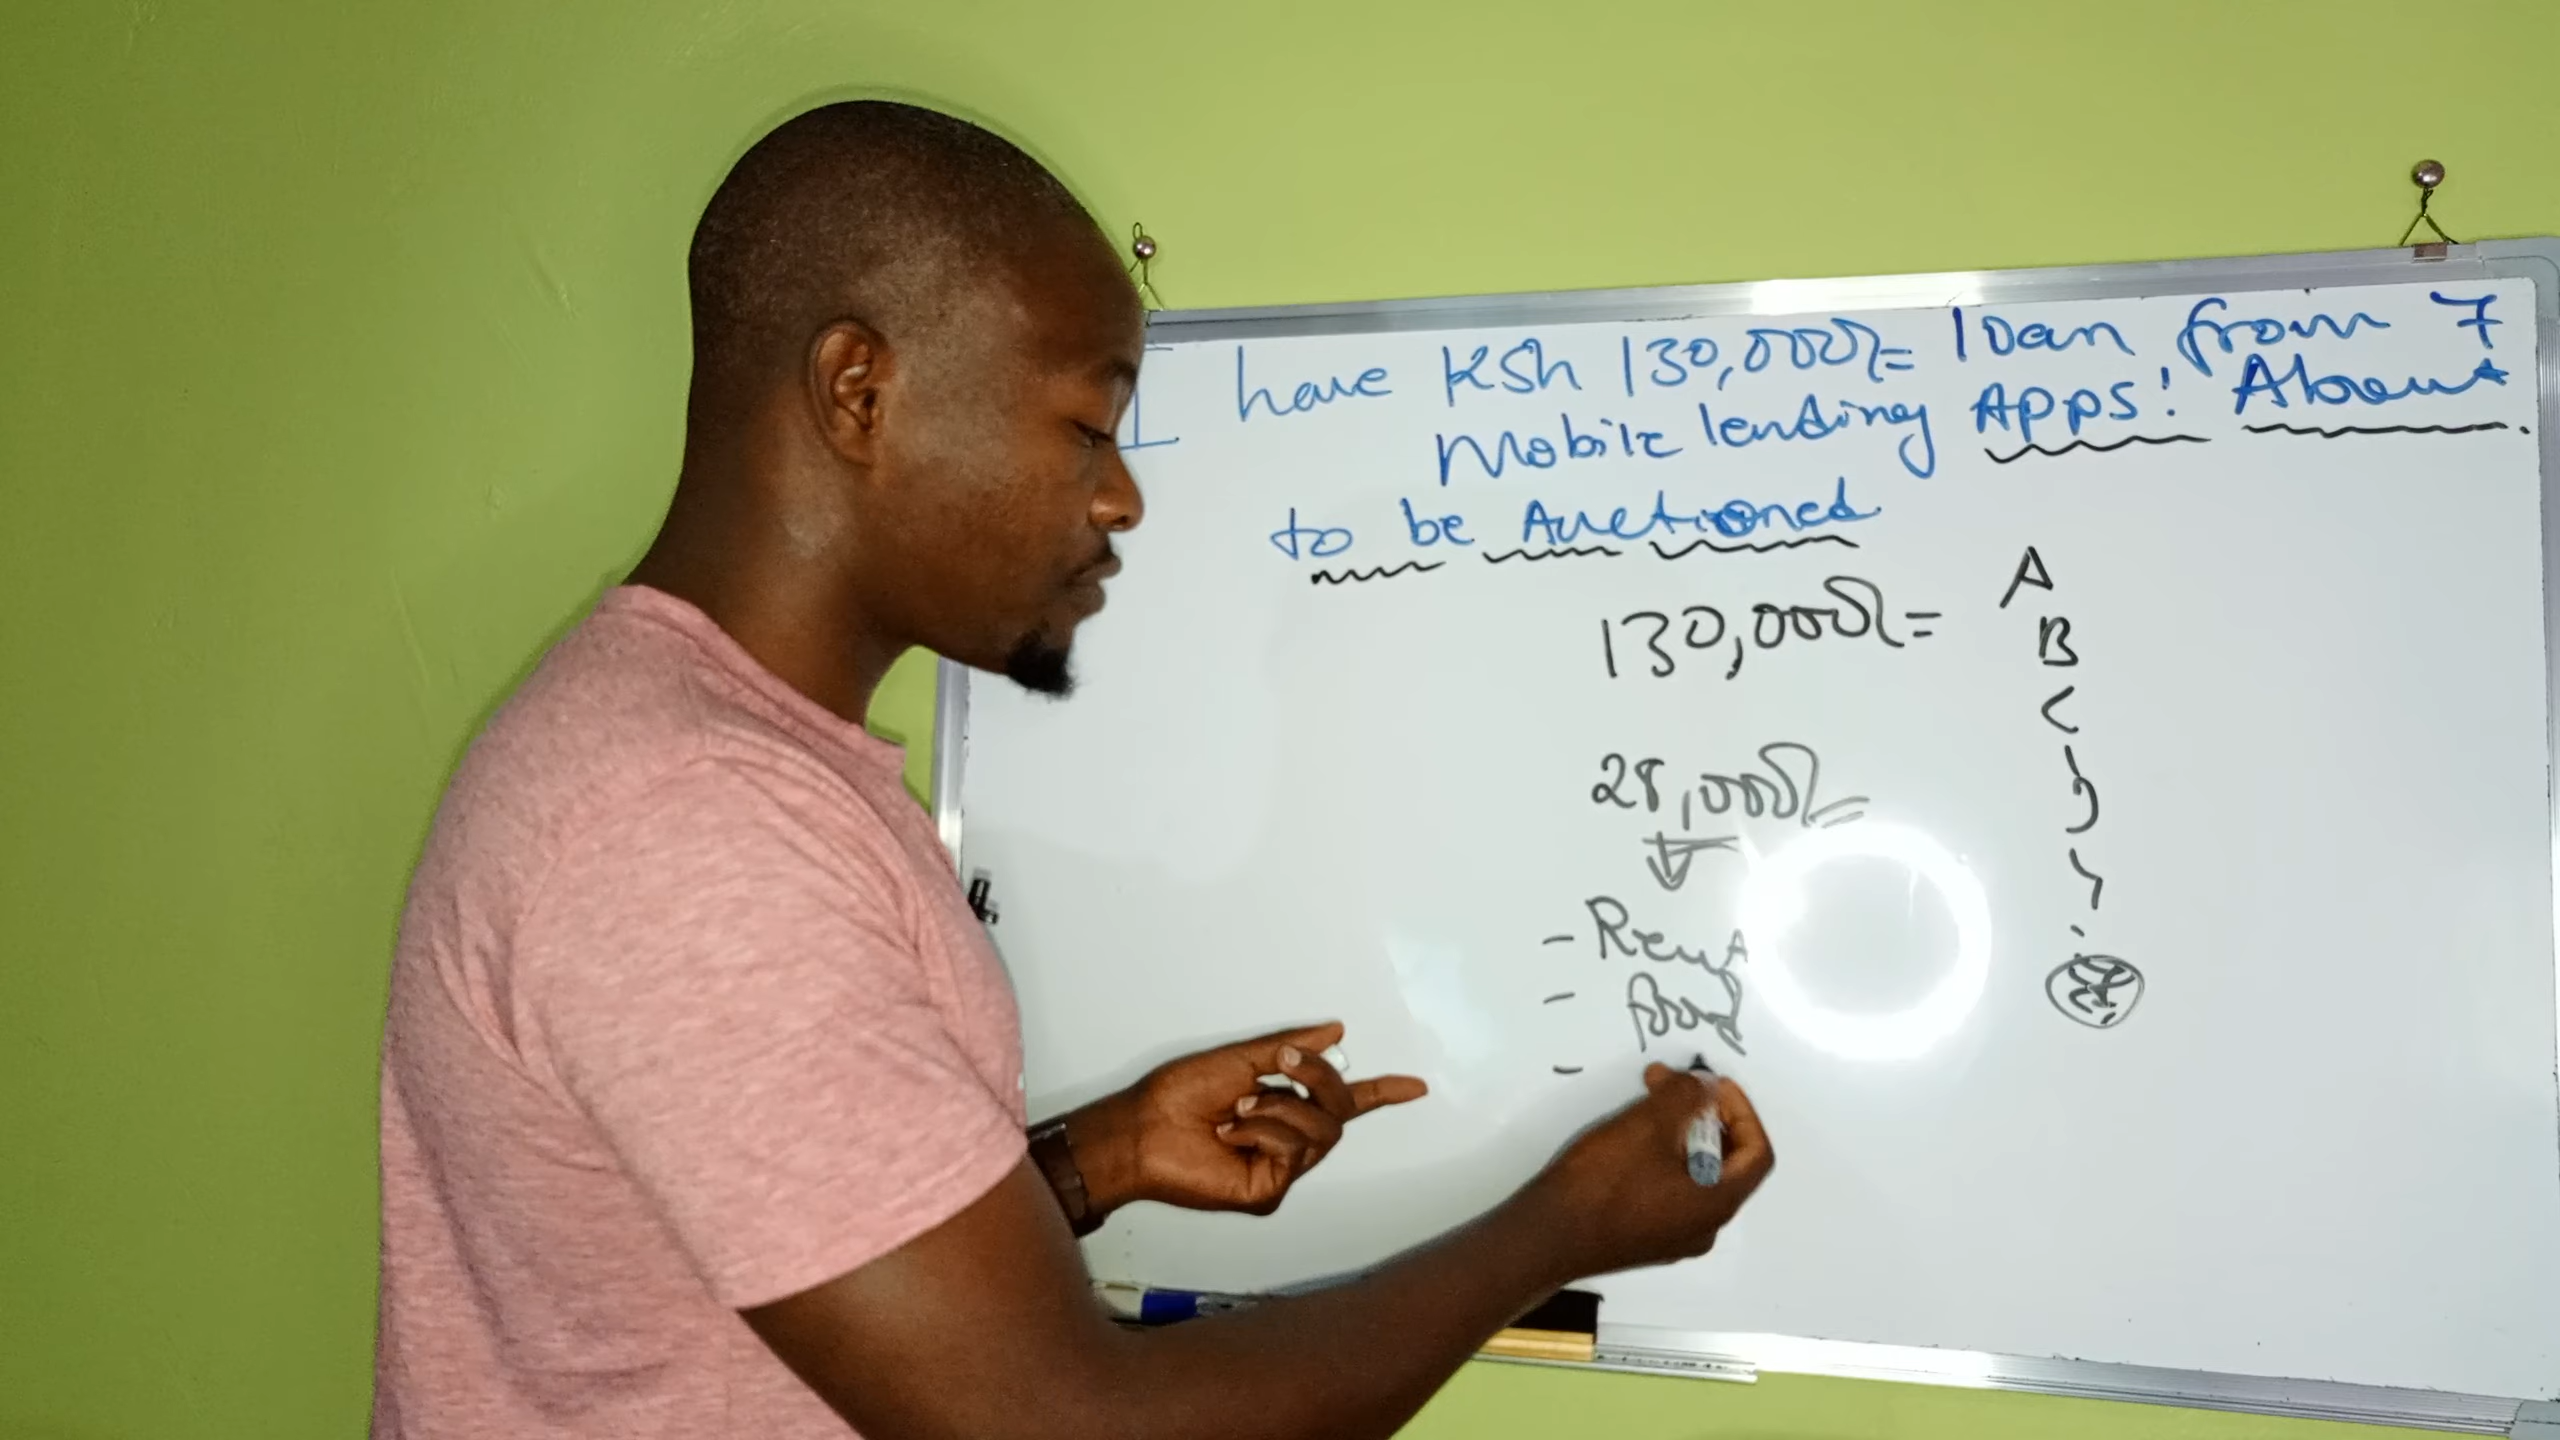 I have KSh 130,000/= loan from 7
Mobile lending Apps! About
to be Auctioned
130,000/=
A
B
C
28,000/=
- Rent
- food
-